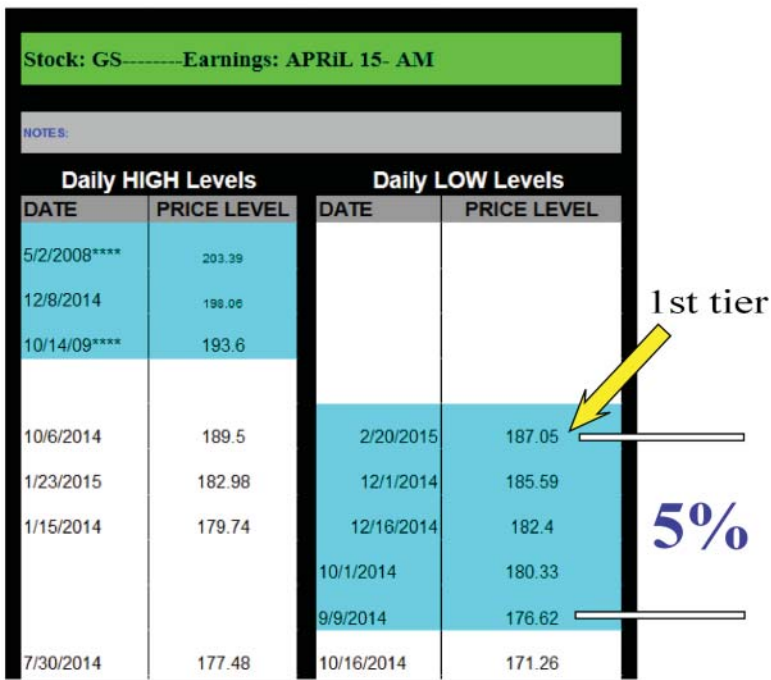 Stock: GS--------Earnings: APRiL 15- AM
NOTES:
Daily HIGH Levels Daily LOW Levels
DATE PRICE LEVEL DATE PRICE LEVEL
5/2/2008**** 203.39
12/8/2014 198.06
1st tier
10/14/09**** 193.6
10/6/2014 189.5 2/20/2015 187.05
1/23/2015 182.98 12/1/2014 185.59
1/15/2014 179.74 12/16/2014 182.4
5%
10/1/2014 180.33
9/9/2014 176.62
7/30/2014 177.48 10/16/2014 171.26